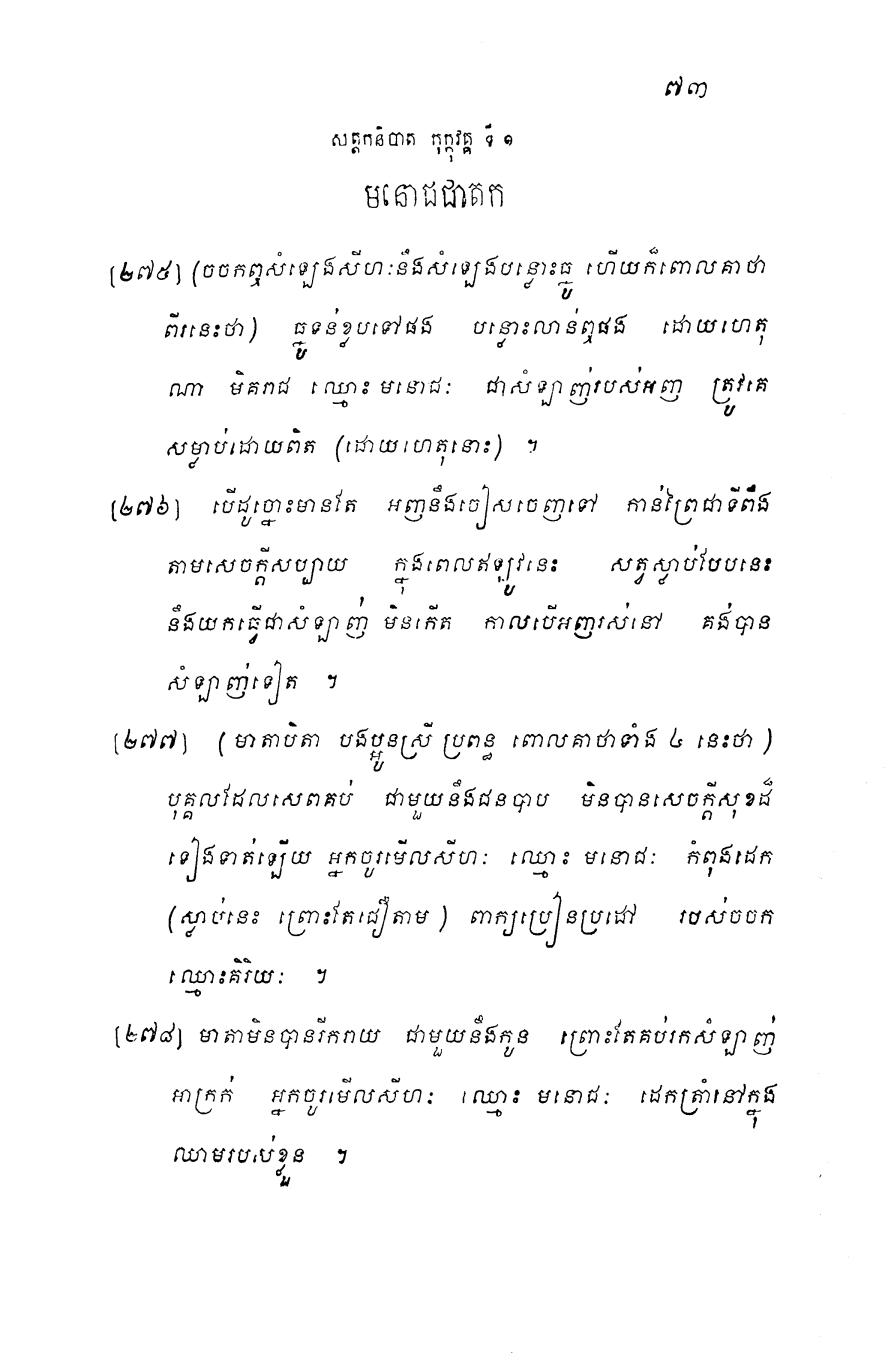 ៧៣
សត្តកនិបាត កុក្កុវគ្គ ទី ១
មនោជជាតក
[២៧៥] (ចចកឮសំឡេងសីហៈនឹងសំឡេងបន្លោះធ្នូ ហើយក៏ពោលគាថា
ពីរនេះថា) ធ្នូទន់ខ្លុបទៅផង បន្លោះលាន់ឮផង ដោយហេតុ
ណា មិគរាជ ឈ្មោះ មនោជៈ ជាសំឡាញ់របស់អញ ត្រូវគេ
សម្លាប់ដោយពិត (ដោយហេតុនោះ) ។
[២៧៦] បើដូច្នោះមានតែ អញនឹងចៀសចេញទៅ កាន់ព្រៃជាទីពឹង
តាមសេចក្តីសប្បាយ ក្នុងពេលឥឡូវនេះ សត្វស្លាប់បែបនេះ
នឹងយកធ្វើជាសំឡាញ់ មិនកើត កាលបើអញរស់នៅ គង់បាន
សំឡាញ់ទៀត ។
[២៧៧] (មាតាបិតា បងប្អូនស្រី ប្រពន្ធ ពោលគាថាទាំង ៤ នេះថា)
បុគ្គលដែលសេពគប់ ជាមួយនឹងជនបាប មិនបានសេចក្តីសុខដ៏
ទៀងទាត់ឡើយ អ្នកចូរមើលសីហៈ ឈ្មោះ មនោជៈ កំពុងដេក
(ស្លាប់នេះ ព្រោះតែជឿតាម) ពាក្យប្រៀនប្រដៅ របស់ចចក
ឈ្មោះគិរិយៈ ។
[២៧៨] មាតាមិនបានរីករាយ ជាមួយនឹងកូន ព្រោះតែគប់រកសំឡាញ់
អាក្រក់ អ្នកចូរមើលសីហៈ ឈ្មោះ មនោជៈ ដេកត្រាំនៅក្នុង
ឈាមរបស់ខ្លួន ។